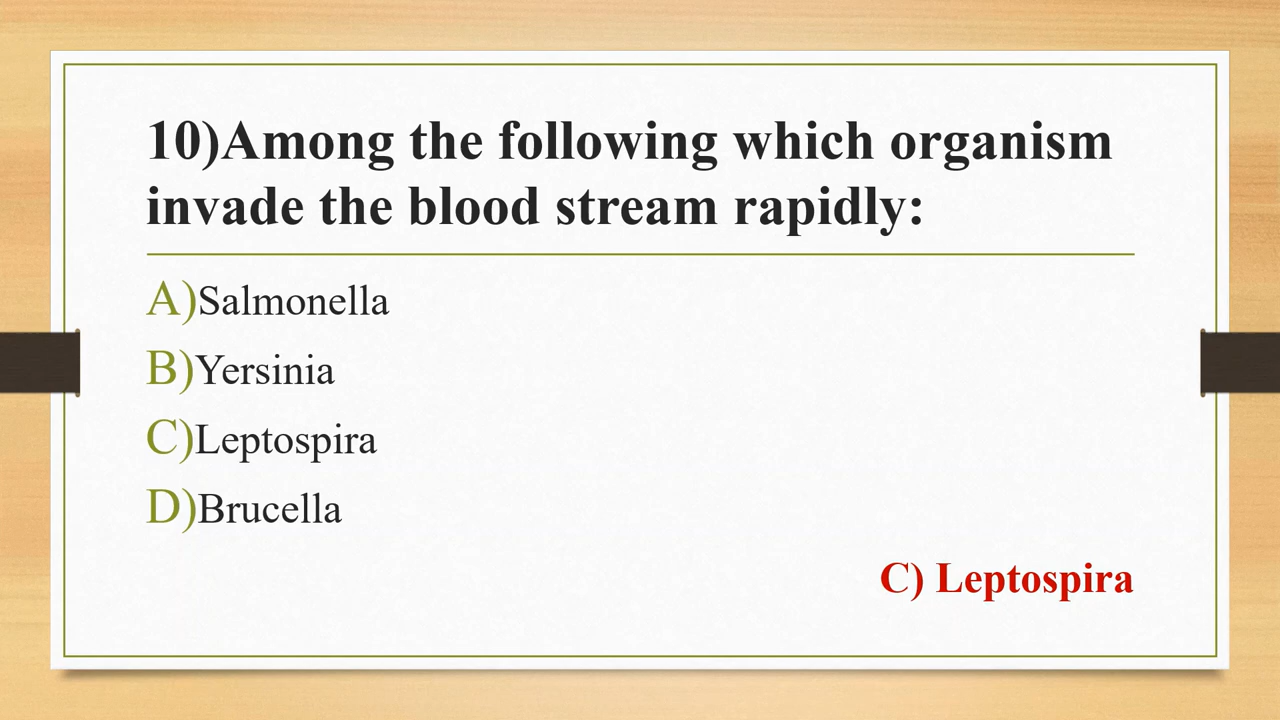 10)Among the following which organism
invade the blood stream rapidly:
A)Salmonella
B)Yersinia
C)Leptospira
D)Brucella
C) Leptospira